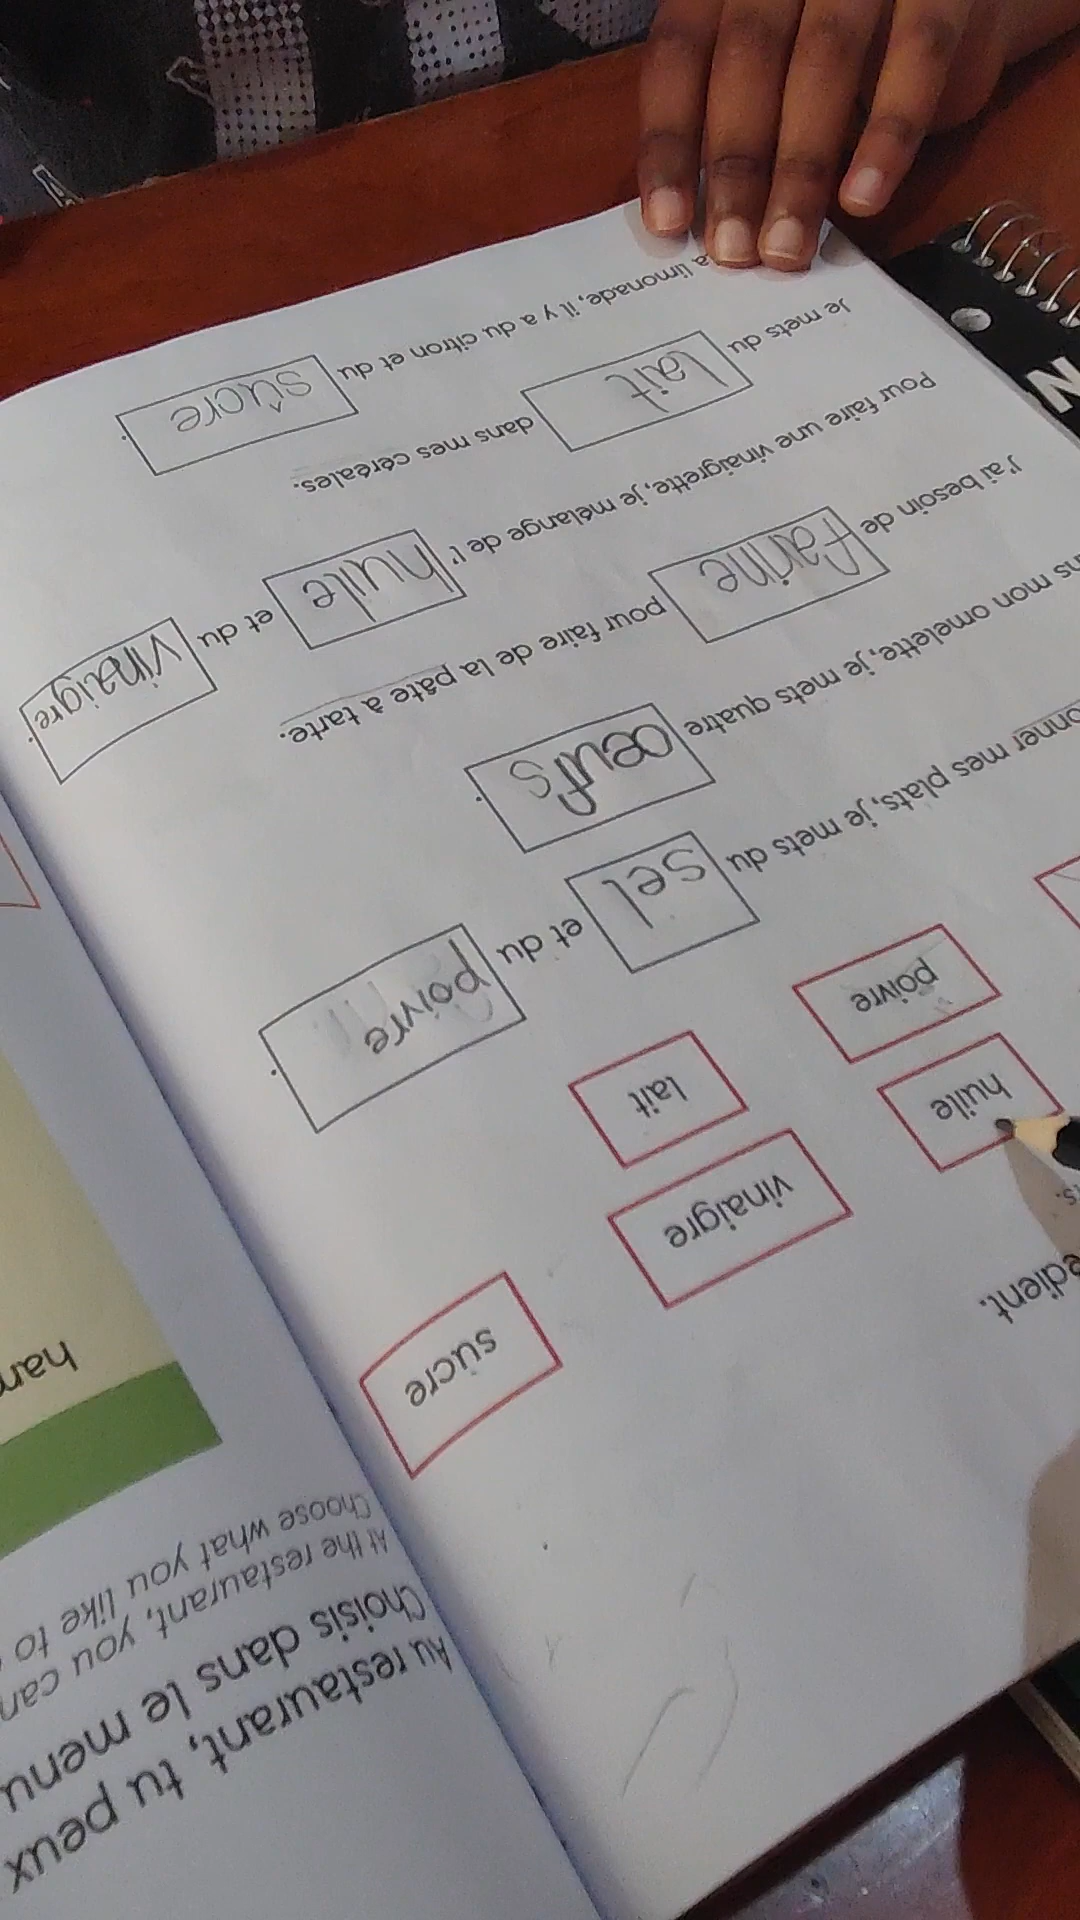 edient.
ts.
huile
vinaigre
sucre
poivre
lait
onner mes plats, je mets du sel et du poivre.
ns mon omelette, je mets quatre œufs.
J'ai besoin de farine pour faire de la pâte à tarte.
Pour faire une vinaigrette, je mélange de l'huile et du vinaigre.
Je mets du lait dans mes céréales.
a limonade, il y a du citron et du sûcre.
Au restaurant, tu peux
Choisis dans le menu
At the restaurant, you can
Choose what you like to
ham
N